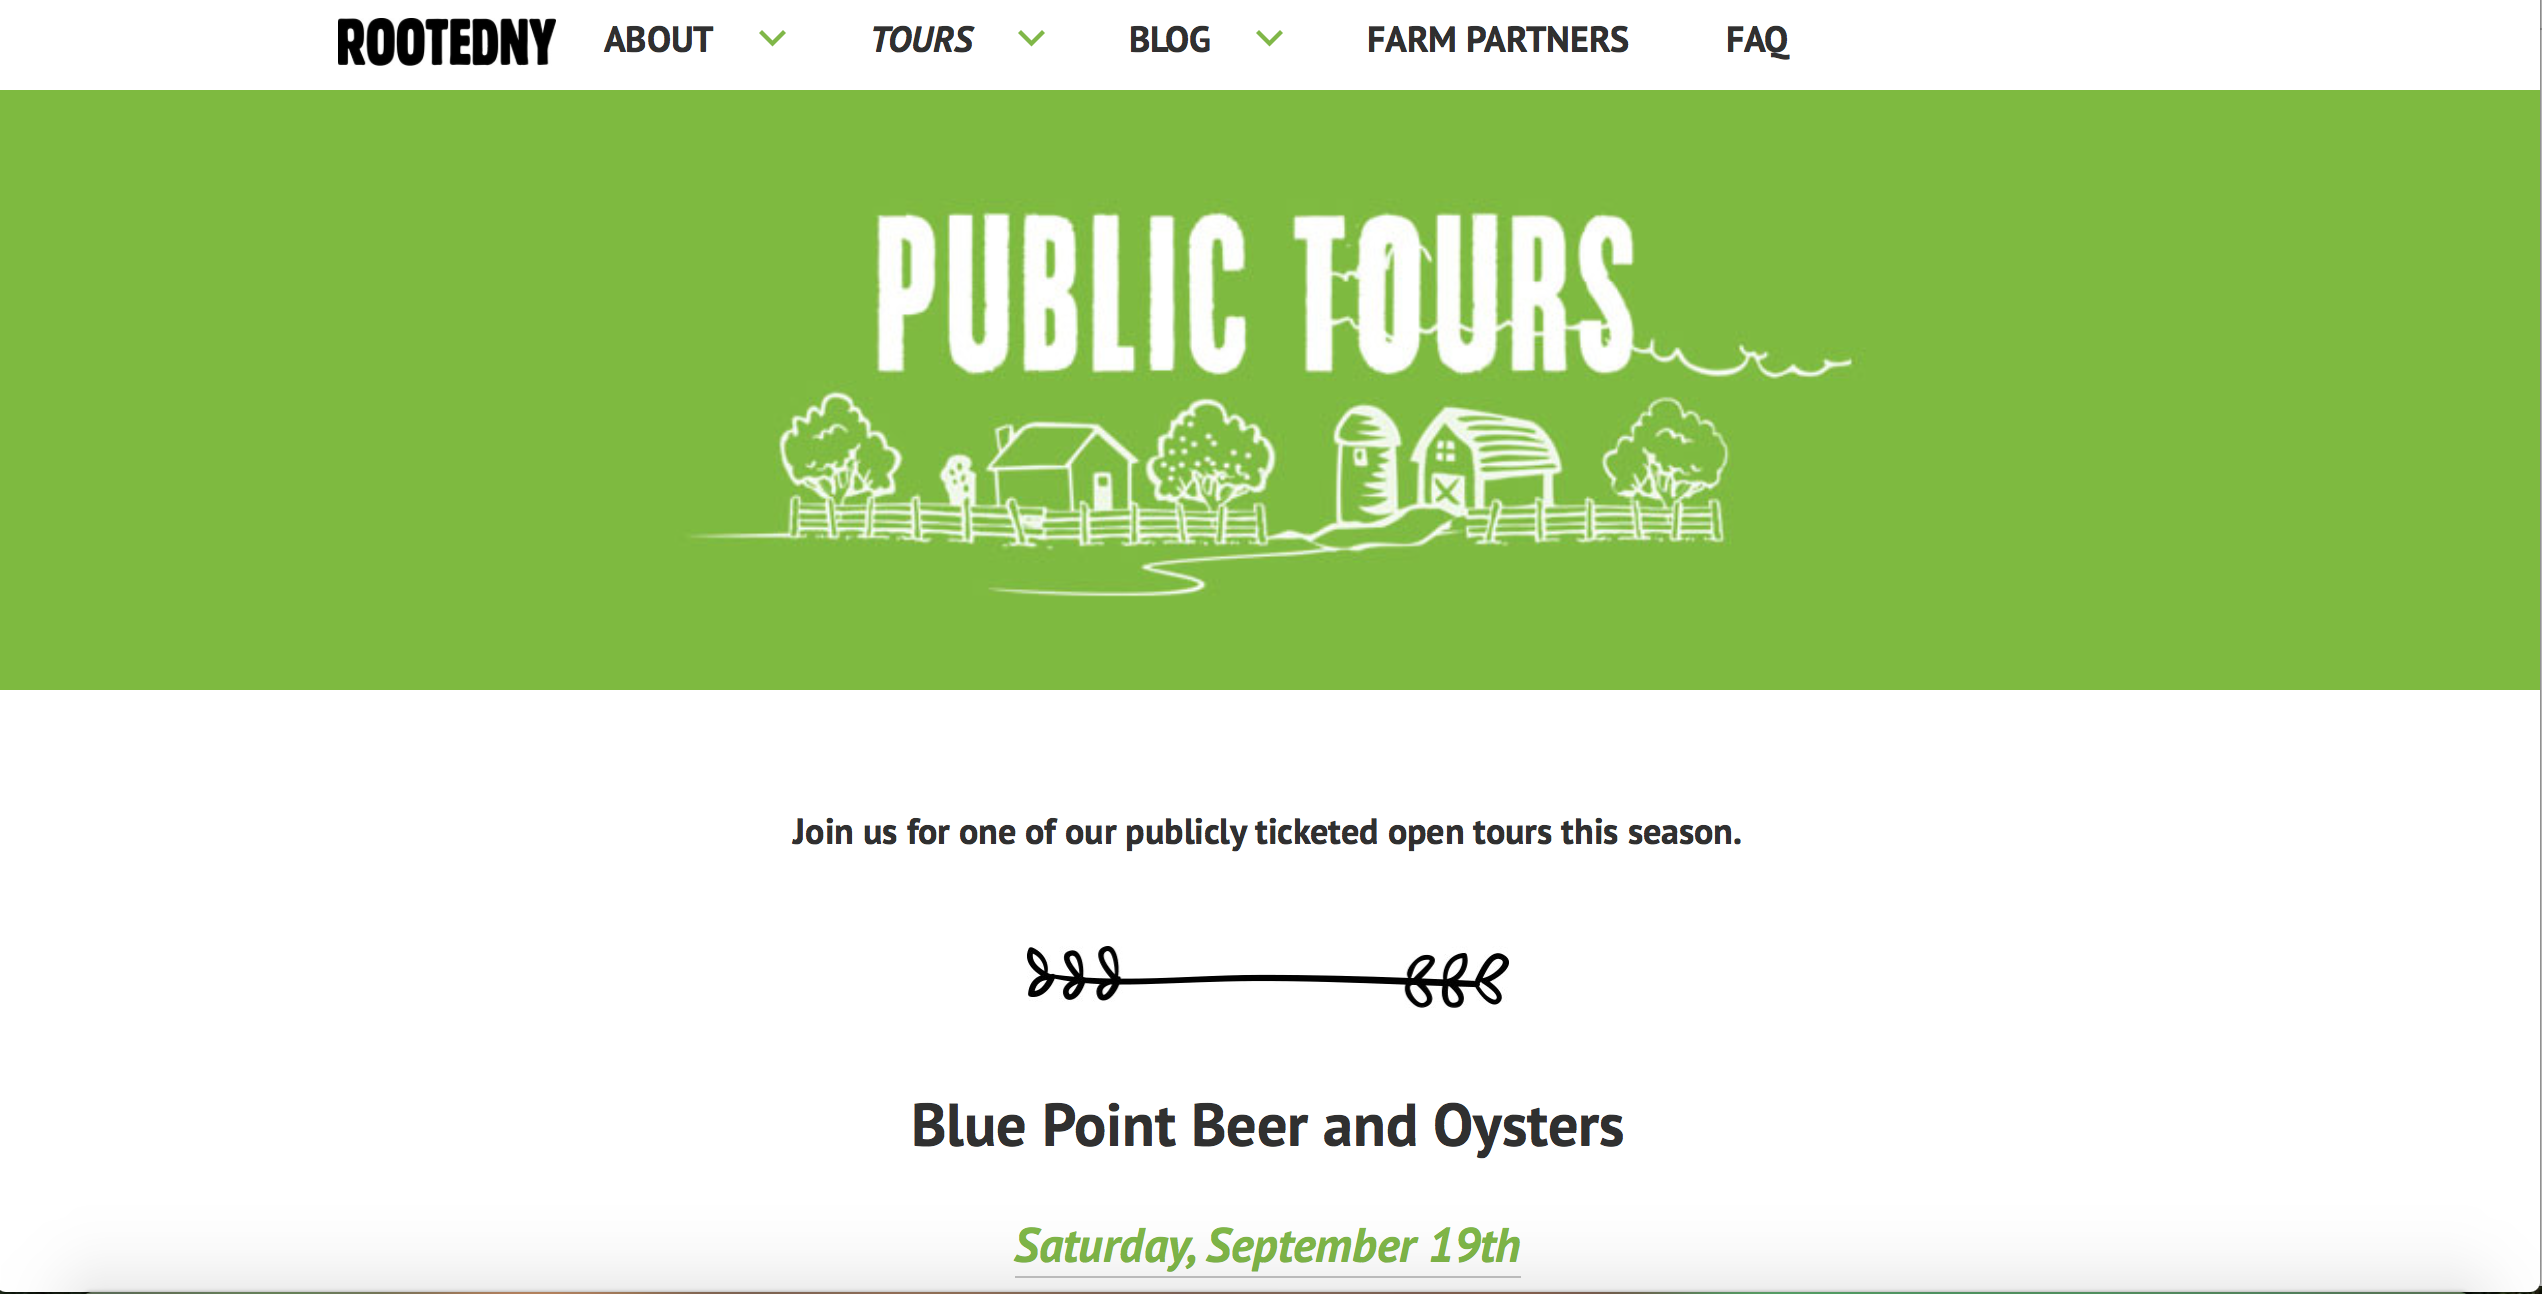 ROOTEDNY ABOUT TOURS BLOG FARM PARTNERS FAQ
PUBLIC TOURS
Join us for one of our publicly ticketed open tours this season.
Blue Point Beer and Oysters
Saturday, September 19th